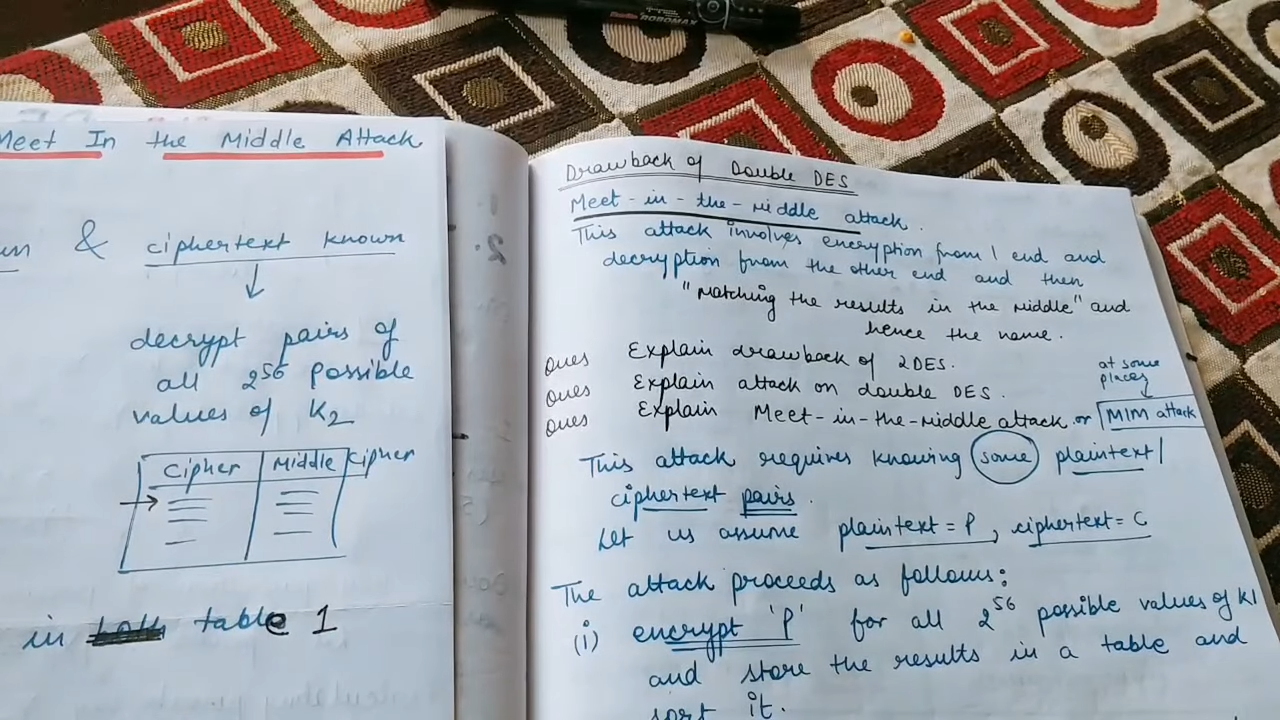 ROBOMAX
Meet In the Middle Attack
& ciphertext known
decrypt pairs of
all 2^56 possible
values of K2
Cipher Middle Cipher
in table 1
Drawback of Double DES
Meet-in-the-middle attack.
This attack involves encryption from 1 end and
decryption from the other end and then
"Matching the results in the middle" and
hence the name.
Ques Explain drawback of 2DES.
Ques Explain attack on double DES.
Ques Explain Meet-in-the-middle attack or MIM attack
at some
places
This attack requires knowing some plaintext/
ciphertext pairs.
Let us assume plaintext = P, ciphertext = C
The attack proceeds as follows:
(i) encrypt 'P' for all 2^56 possible values of K1
and store the results in a table and
sort it.